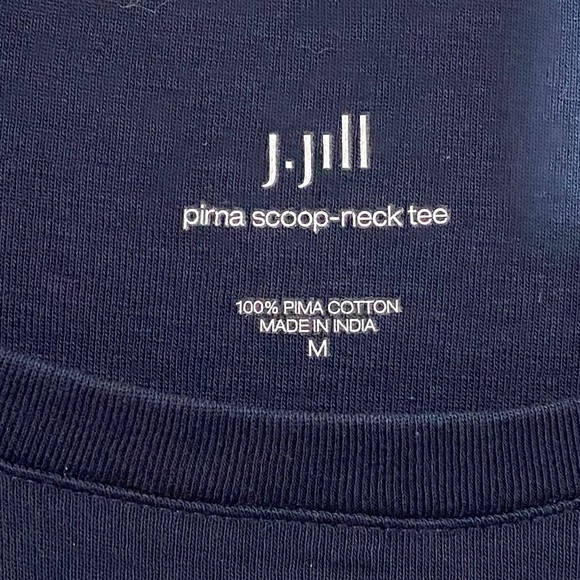 J.Jill
pima scoop-neck tee
100% PIMA COTTON
MADE IN INDIA
M